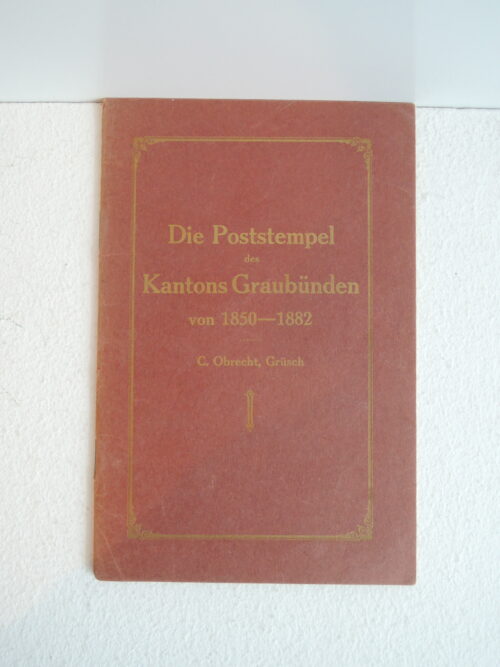 Die Poststempel
des
Kantons Graubünden
von 1850—1882
C. Obrecht, Grüsch